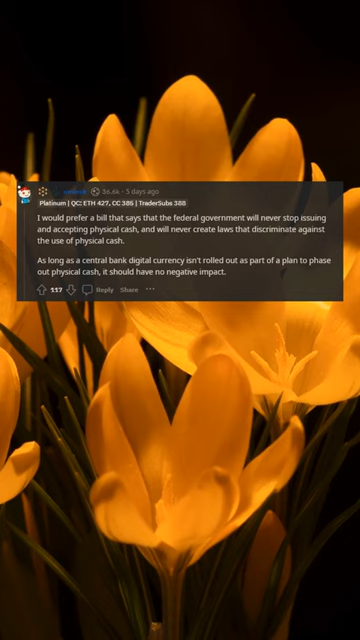 36.6k · 5 days ago
Platinum | QC: ETH 427, CC 385 | TraderSubs 388
I would prefer a bill that says that the federal government will never stop issuing
and accepting physical cash, and will never create laws that discriminate against
the use of physical cash.
As long as a central bank digital currency isn't rolled out as part of a plan to phase
out physical cash, it should have no negative impact.
117 Reply Share ...